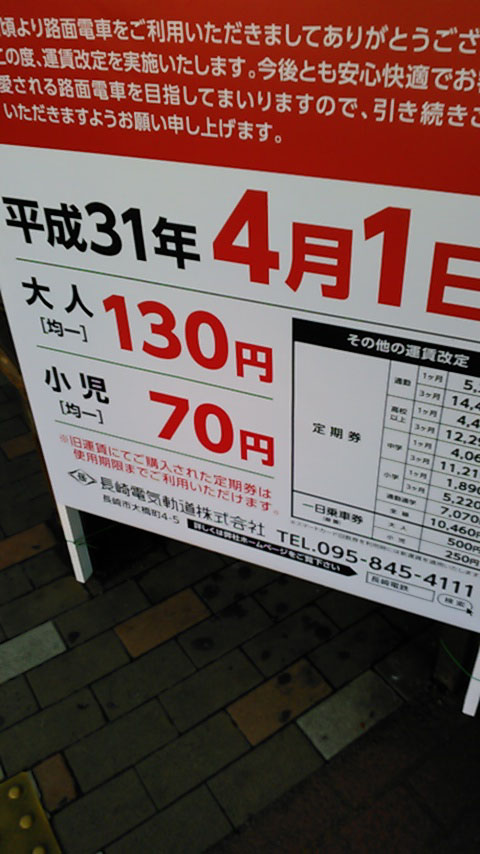 頃より路面電車をご利用いただきましてありがとうござ
この度、運賃改定を実施いたします。今後とも安心快適でお
愛される路面電車を目指してまいりますので、引き続きご
いただきますようお願い申し上げます。
平成31年 4月1日
大人[均一] 130円
小児[均一] 70円
※旧運賃にてご購入された定期券は
使用期限までご利用いただけます。
長崎電気軌道株式会社
長崎市大橋町4-5
TEL.095-845-4111
詳しくは弊社ホームページをご覧下さい
長崎電鉄 検索
その他の運賃改定
定期券
通勤 1ヶ月 5,
3ヶ月 14,4
高校以上 1ヶ月 4,4
3ヶ月 12,29
中学 1ヶ月 4,06
3ヶ月 11,21
小学 1ヶ月 1,89
3ヶ月 5,220
通勤通学 7,070
全線 10,460円
一日乗車券
大人 500円
小児 250円